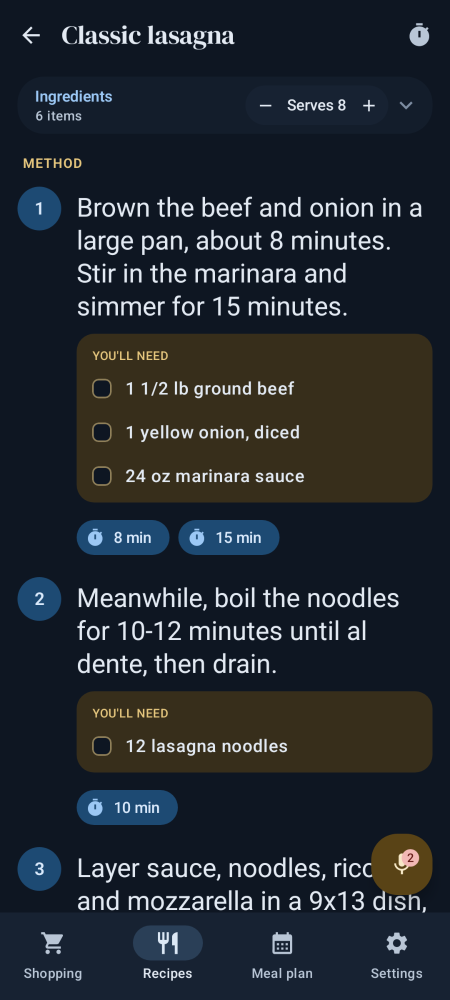 Classic lasagna
Ingredients
6 items
Serves 8
METHOD
1
Brown the beef and onion in a
large pan, about 8 minutes.
Stir in the marinara and
simmer for 15 minutes.
YOU'LL NEED
1 1/2 lb ground beef
1 yellow onion, diced
24 oz marinara sauce
8 min
15 min
2
Meanwhile, boil the noodles
for 10-12 minutes until al
dente, then drain.
YOU'LL NEED
12 lasagna noodles
10 min
3
Layer sauce, noodles,
2
and mozzarella in a 9x13 dish,
Shopping
Recipes
Meal plan
Settings